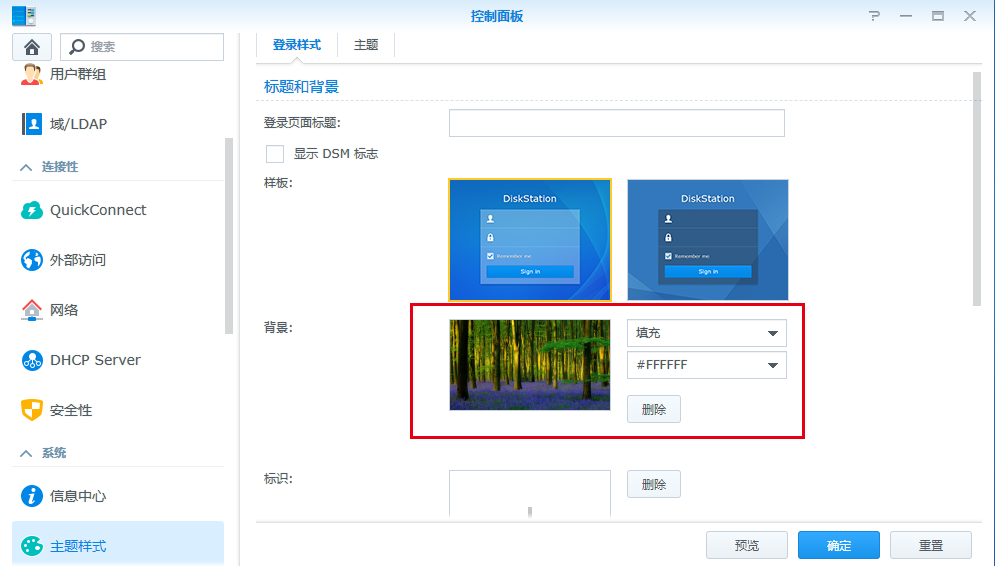 控制面板
搜索
用户群组
域/LDAP
连接性
QuickConnect
外部访问
网络
DHCP Server
安全性
系统
信息中心
主题样式
登录样式
主题
标题和背景
登录页面标题:
显示 DSM 标志
样板:
DiskStation
Remember me
Sign in
DiskStation
Remember me
Sign in
背景:
填充
#FFFFFF
删除
标识:
删除
预览
确定
重置